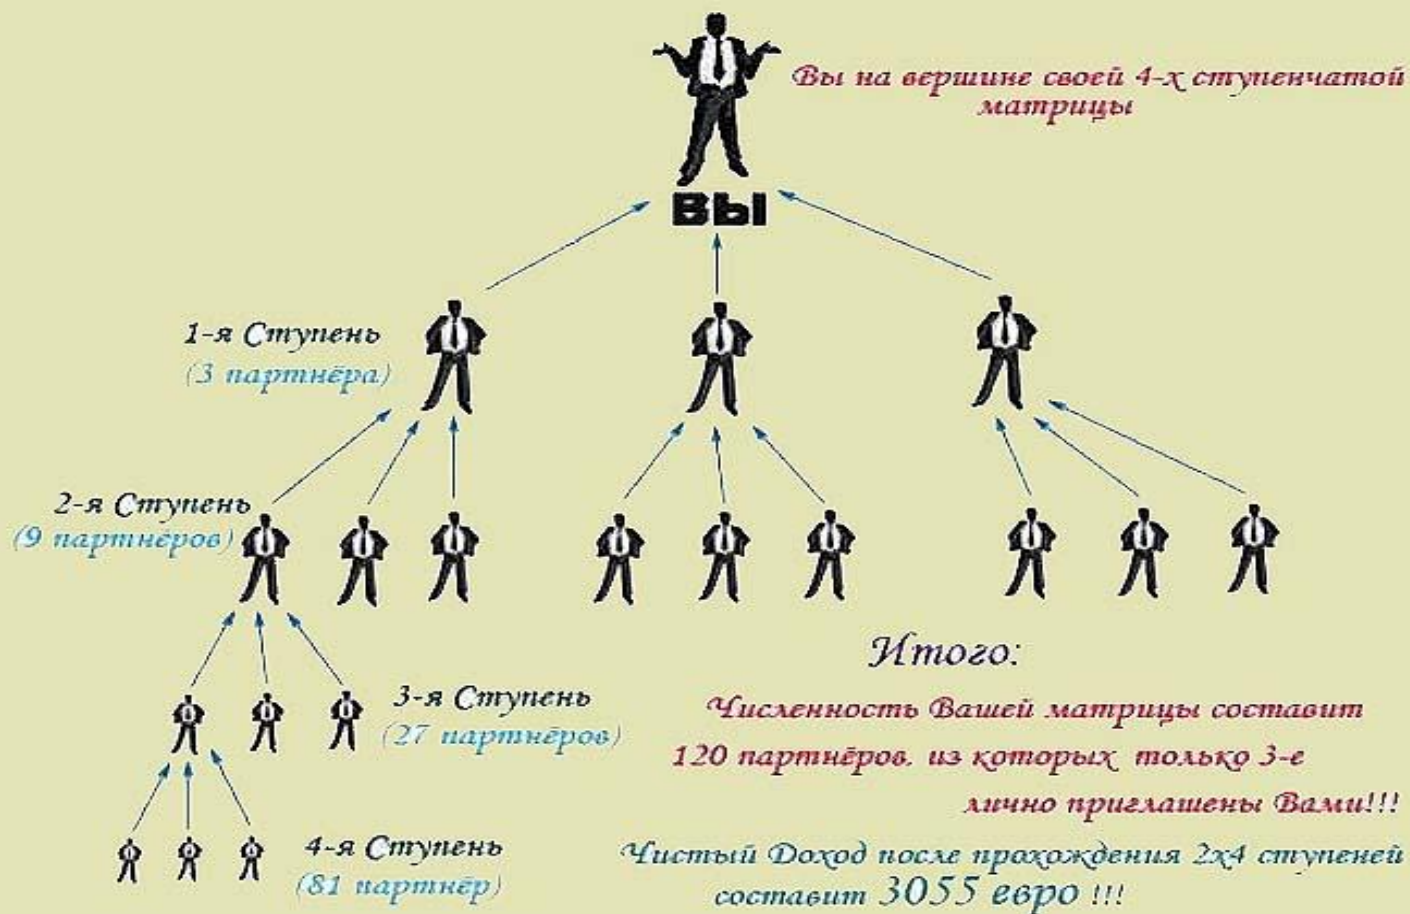 Вы на вершине своей 4-х ступенчатой
матрицы
ВЫ
1-я Ступень
(3 партнёра)
2-я Ступень
(9 партнёров)
3-я Ступень
(27 партнёров)
4-я Ступень
(81 партнёр)
Итого:
Численность Вашей матрицы составит
120 партнёров, из которых только 3-е
лично приглашены Вами!!!
Чистый Доход после прохождения 2х4 ступеней
составит 3055 евро !!!